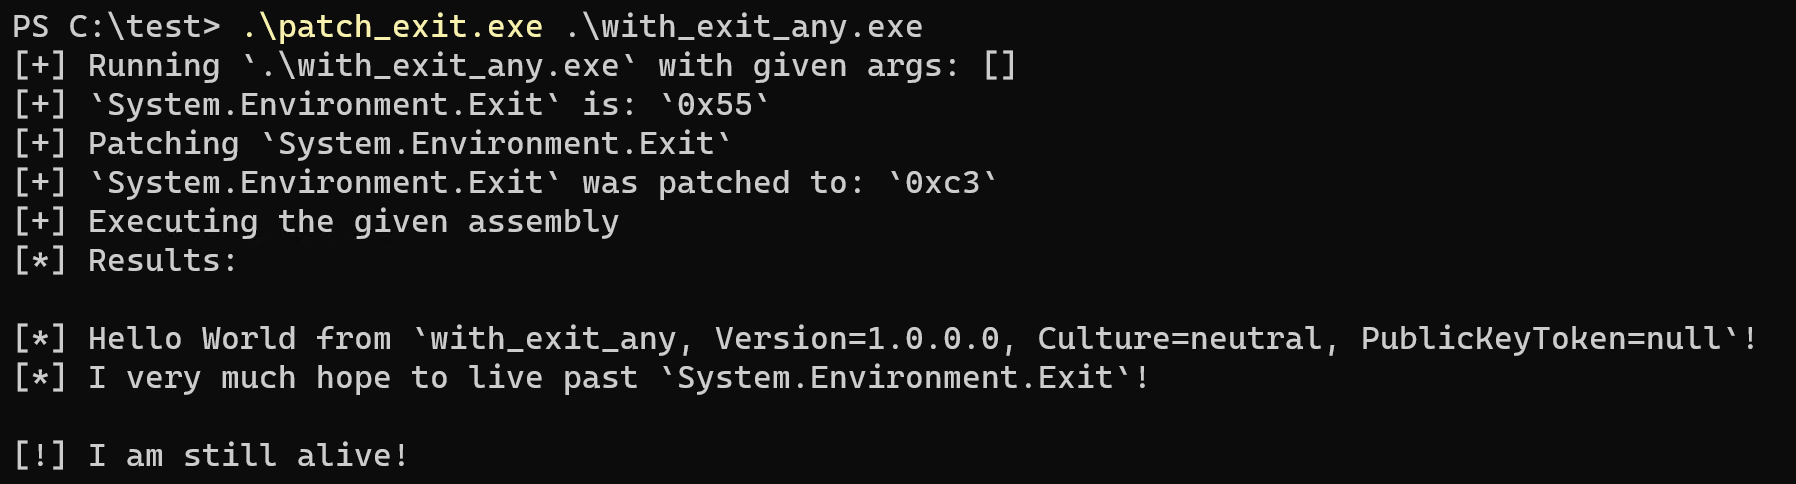 PS C:\test> .\patch_exit.exe .\with_exit_any.exe
[+] Running `.\with_exit_any.exe` with given args: []
[+] `System.Environment.Exit` is: `0x55`
[+] Patching `System.Environment.Exit`
[+] `System.Environment.Exit` was patched to: `0xc3`
[+] Executing the given assembly
[*] Results:
[*] Hello World from `with_exit_any, Version=1.0.0.0, Culture=neutral, PublicKeyToken=null`!
[*] I very much hope to live past `System.Environment.Exit`!
[!] I am still alive!